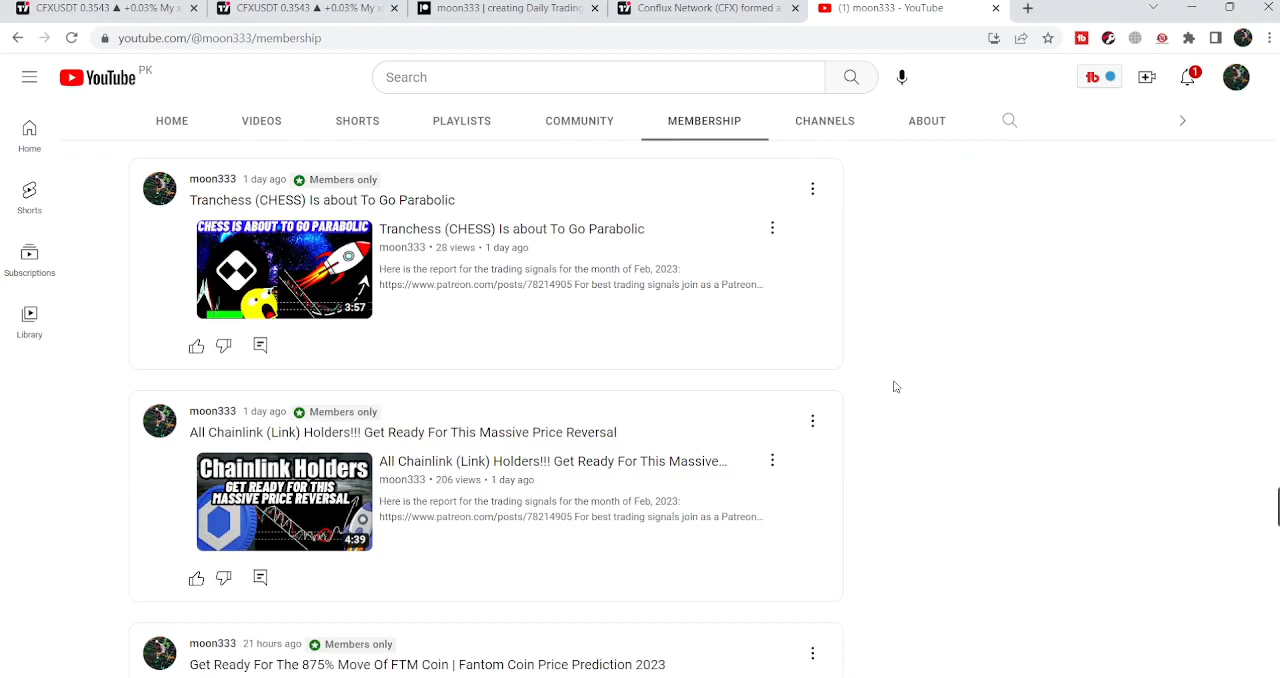 CFXUSDT 0.3543 ▲ +0.03% My
CFXUSDT 0.3543 ▲ +0.03% My
moon333 | creating Daily Trading
Conflux Network (CFX) formed a
(1) moon333 - YouTube
youtube.com/@moon333/membership
YouTube PK
Search
tb
1
HOME
VIDEOS
SHORTS
PLAYLISTS
COMMUNITY
MEMBERSHIP
CHANNELS
ABOUT
Home
Shorts
Subscriptions
Library
moon333 1 day ago Members only
Tranchess (CHESS) Is about To Go Parabolic
CHESS IS ABOUT TO GO PARABOLIC
3:57
Tranchess (CHESS) Is about To Go Parabolic
moon333 • 28 views • 1 day ago
Here is the report for the trading signals for the month of Feb, 2023:
https://www.patreon.com/posts/78214905 For best trading signals join as a Patreon...
moon333 1 day ago Members only
All Chainlink (Link) Holders!!! Get Ready For This Massive Price Reversal
Chainlink Holders
GET READY FOR THIS
MASSIVE PRICE REVERSAL
4:39
All Chainlink (Link) Holders!!! Get Ready For This Massive...
moon333 • 206 views • 1 day ago
Here is the report for the trading signals for the month of Feb, 2023:
https://www.patreon.com/posts/78214905 For best trading signals join as a Patreon...
moon333 21 hours ago Members only
Get Ready For The 875% Move Of FTM Coin | Fantom Coin Price Prediction 2023